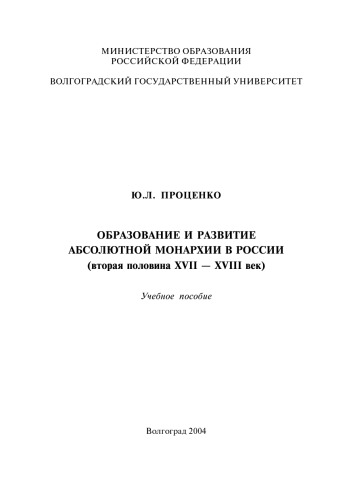 МИНИСТЕРСТВО ОБРАЗОВАНИЯ
РОССИЙСКОЙ ФЕДЕРАЦИИ
ВОЛГОГРАДСКИЙ ГОСУДАРСТВЕННЫЙ УНИВЕРСИТЕТ
Ю.Л. ПРОЦЕНКО
ОБРАЗОВАНИЕ И РАЗВИТИЕ
АБСОЛЮТНОЙ МОНАРХИИ В РОССИИ
(вторая половина XVII — XVIII век)
Учебное пособие
Волгоград 2004